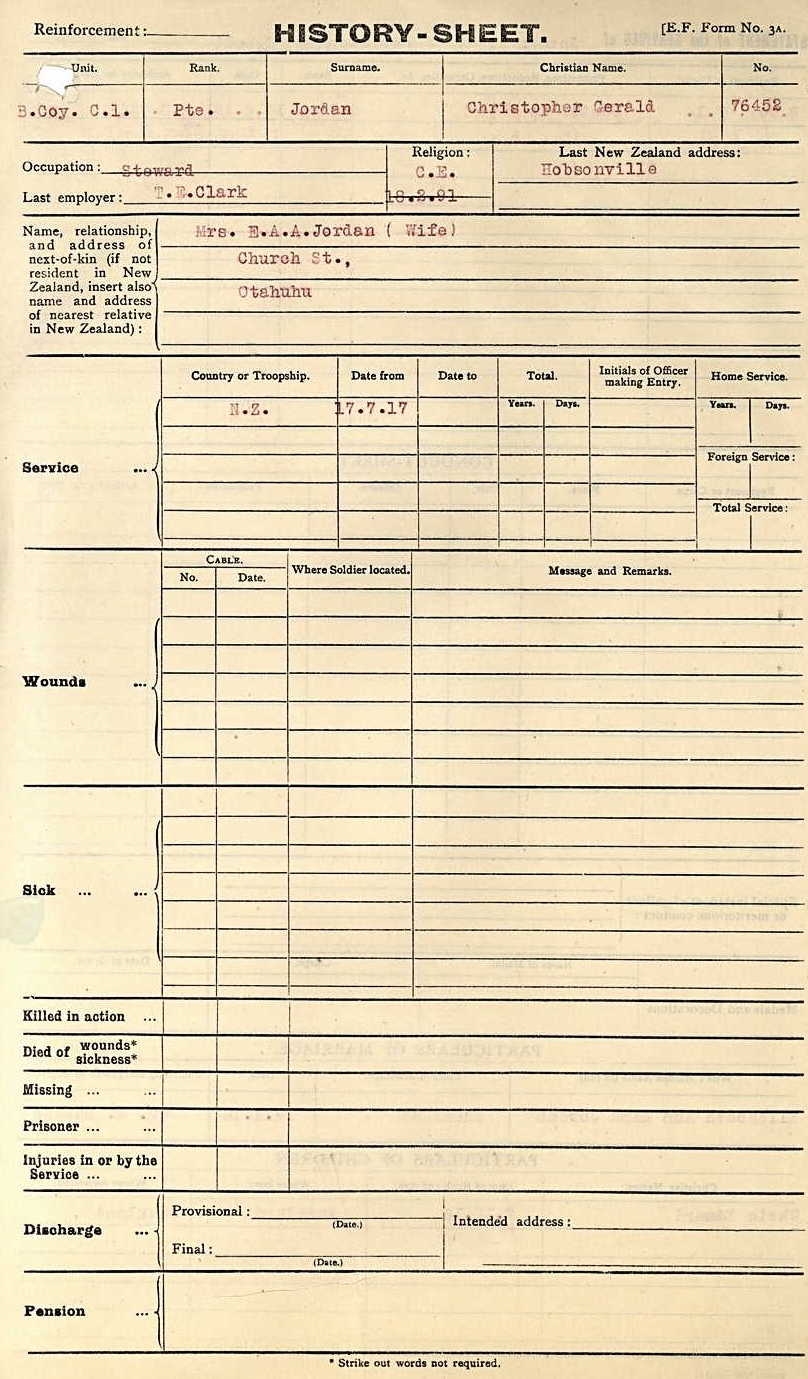 Reinforcement: HISTORY-SHEET. [E.F. Form No. 3A.
Unit. Rank. Surname. Christian Name. No.
B.Coy. C.1. Pte. Jordan Christopher Gerald 76452
Occupation: Steward Religion: Last New Zealand address:
C.E. Hobsonville
Last employer: T.E.Clark 18.2.91
Name, relationship, Mrs. E.A.A.Jordan ( Wife)
and address of
next-of-kin (if not Church St.,
resident in New
Zealand, insert also Otahuhu
name and address
of nearest relative
in New Zealand) :
Country or Troopship. Date from Date to Total. Initials of Officer making Entry. Home Service.
N.Z. 17.7.17 Years. Days. Years. Days.
Foreign Service:
Service ...
Total Service:
CABLE. Where Soldier located. Message and Remarks.
No. Date.
Wounds ...
Sick ... ...
Killed in action ...
Died of wounds*
sickness*
Missing ... ...
Prisoner ... ...
Injuries in or by the
Service ... ...
Provisional : Intended address :
(Date.)
Discharge ...
Final :
(Date.)
Pension ...
* Strike out words not required.